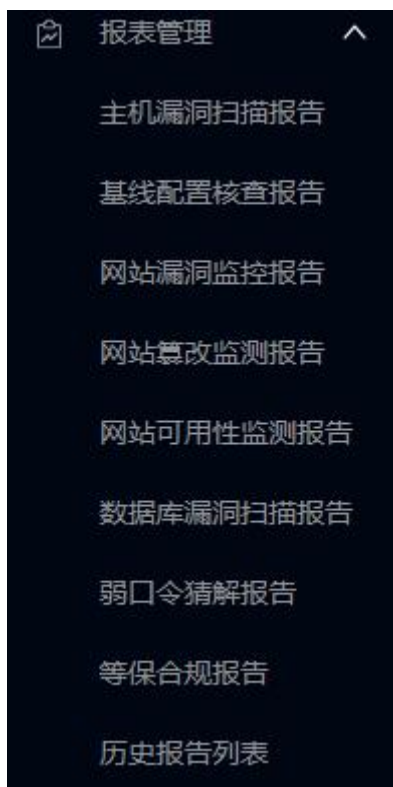 报表管理
主机漏洞扫描报告
基线配置核查报告
网站漏洞监控报告
网站篡改监测报告
网站可用性监测报告
数据库漏洞扫描报告
弱口令猜解报告
等保合规报告
历史报告列表